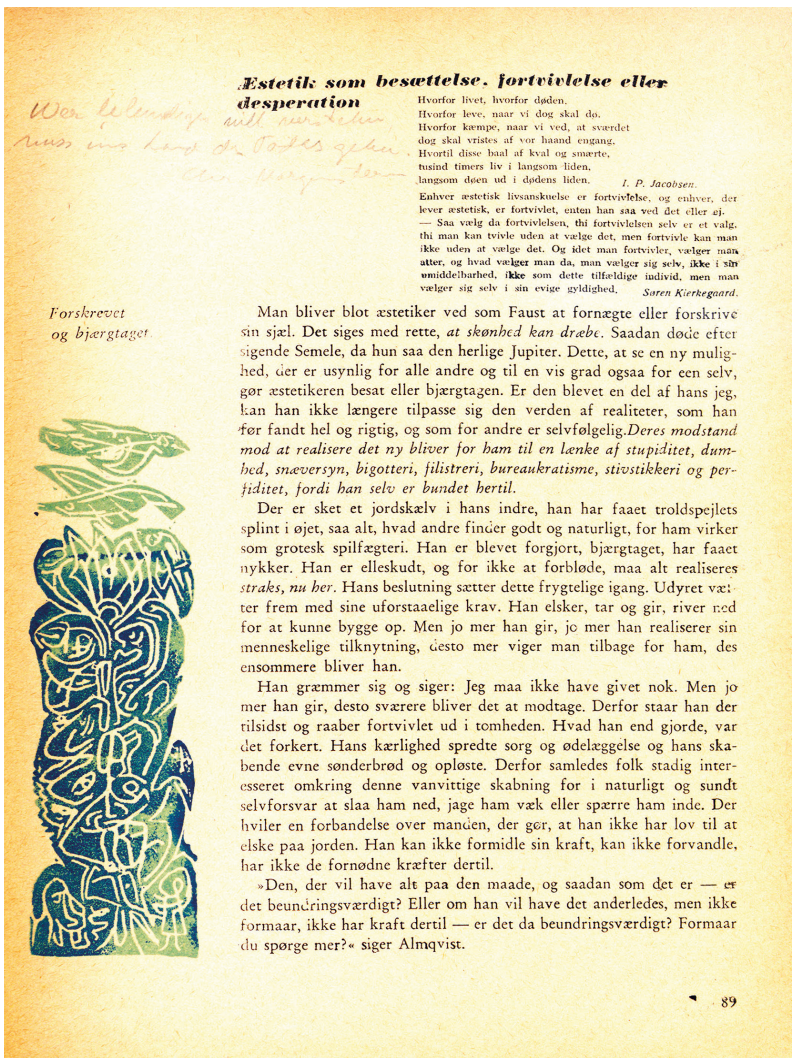 Æstetik som besættelse, fortvivlelse eller
desperation
Wer
muss ins Land des Todes gehen.
Hvorfor livet, hvorfor døden.
Hvorfor leve, naar vi dog skal dø.
Hvorfor kæmpe, naar vi ved, at sværdet
dog skal vristes af vor haand engang.
Hvortil disse baal af kval og smærte,
tusind timers liv i langsom liden,
langsom døen ud i dødens liden.
I. P. Jacobsen.
Enhver æstetisk livsanskuelse er fortvivlelse, og enhver, der
lever æstetisk, er fortvivlet, enten han saa ved det eller ej.
— Saa vælg da fortvivlelsen, thi fortvivlelsen selv er et valg,
thi man kan tvivle uden at vælge det, men fortvivle kan man
ikke uden at vælge det. Og idet man fortvivler, vælger man
atter, og hvad vælger man da, man vælger sig selv, ikke i sin
umiddelbarhed, ikke som dette tilfældige individ, men man
vælger sig selv i sin evige gyldighed.
Søren Kierkegaard.
Forskrevet
og bjærgtaget.
Man bliver blot æstetiker ved som Faust at fornægte eller forskrive
sin sjæl. Det siges med rette, at skønhed kan dræbe. Saadan døde efter
sigende Semele, da hun saa den herlige Jupiter. Dette, at se en ny mulig-
hed, der er usynlig for alle andre og til en vis grad ogsaa for een selv,
gør æstetikeren besat eller bjærgtagen. Er den blevet en del af hans jeg,
kan han ikke længere tilpasse sig den verden af realiteter, som han
før fandt hel og rigtig, og som for andre er selvfølgelig. Deres modstand
mod at realisere det ny bliver for ham til en lænke af stupiditet, dum-
hed, snæversyn, bigotteri, filistreri, bureaukratisme, stivstikkeri og per-
fiditet, fordi han selv er bundet hertil.
Der er sket et jordskælv i hans indre, han har faaet troldspejlets
splint i øjet, saa alt, hvad andre finder godt og naturligt, for ham virker
som grotesk spilfægteri. Han er blevet forgjort, bjærgtaget, har faaet
nykker. Han er elleskudt, og for ikke at forbløde, maa alt realiseres
straks, nu her. Hans beslutning sætter dette frygtelige igang. Udyret væl-
ter frem med sine uforstaaelige krav. Han elsker, tar og gir, river ned
for at kunne bygge op. Men jo mer han gir, jo mer han realiserer sin
menneskelige tilknytning, desto mer viger man tilbage for ham, des
ensommere bliver han.
Han græmmer sig og siger: Jeg maa ikke have givet nok. Men jo
mer han gir, desto sværere bliver det at modtage. Derfor staar han der
tilsidst og raaber fortvivlet ud i tomheden. Hvad han end gjorde, var
det forkert. Hans kærlighed spredte sorg og ødelæggelse og hans ska-
bende evne sønderbrød og opløste. Derfor samledes folk stadig inter-
esseret omkring denne vanvittige skabning for i naturligt og sundt
selvforsvar at slaa ham ned, jage ham væk eller spærre ham inde. Der
hviler en forbandelse over manden, der gør, at han ikke har lov til at
elske paa jorden. Han kan ikke formidle sin kraft, kan ikke forvandle,
har ikke de fornødne kræfter dertil.
»Den, der vil have alt paa den maade, og saadan som det er — er
det beundringsværdigt? Eller om han vil have det anderledes, men ikke
formaar, ikke har kraft dertil — er det da beundringsværdigt? Formaar
du spørge mer?« siger Almqvist.
89